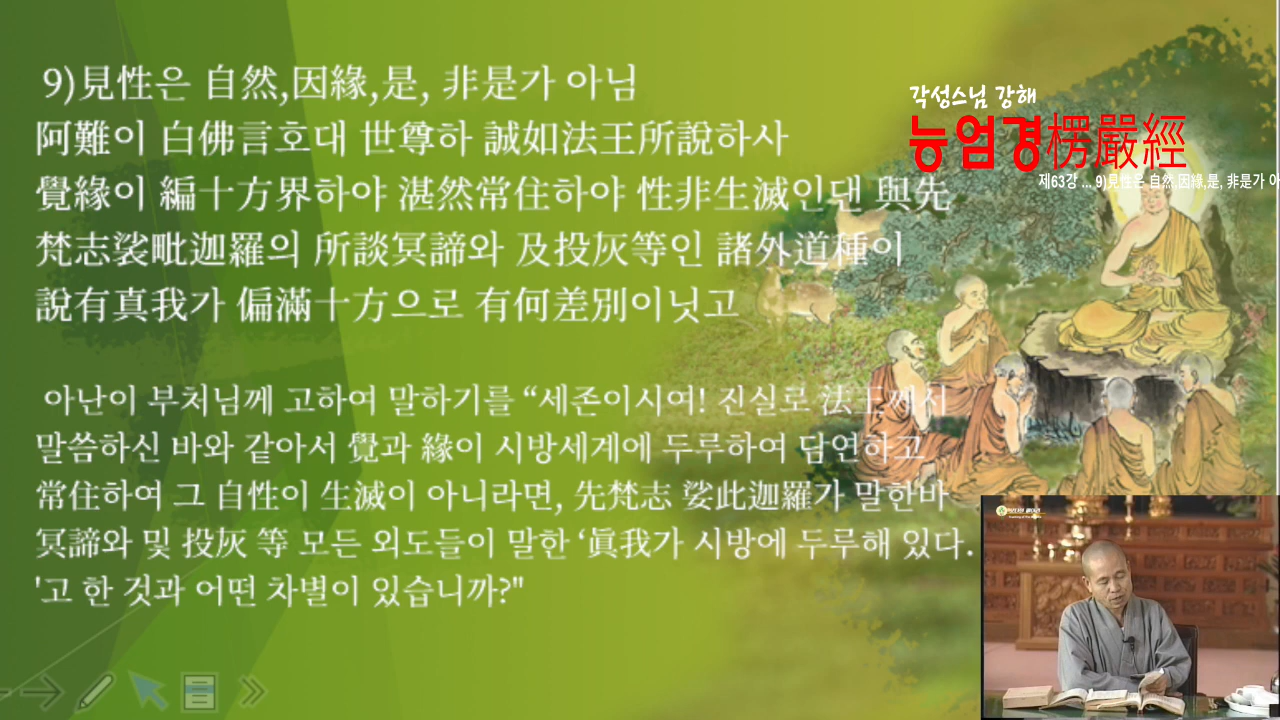 9)見性은 自然,因緣,是, 非是가 아님
阿難이 白佛言호대 世尊하 誠如法王所說하사
覺緣이 編十方界하야 湛然常住하야 性非生滅인댄 與先
梵志娑毗迦羅의 所談冥諦와 及投灰等인 諸外道種이
說有真我가 偏滿十方으로 有何差別이닛고
아난이 부처님께 고하여 말하기를 “세존이시여! 진실로 法王께서
말씀하신 바와 같아서 覺과 緣이 시방세계에 두루하여 담연하고
常住하여 그 自性이 生滅이 아니라면, 先梵志 娑此迦羅가 말한바
冥諦와 및 投灰 等 모든 외도들이 말한 ‘眞我가 시방에 두루해 있다.
'고 한 것과 어떤 차별이 있습니까?"
각성스님 강해
능엄경楞嚴經
제63강 ... 9)見性은 自然,因緣,是, 非是가 아